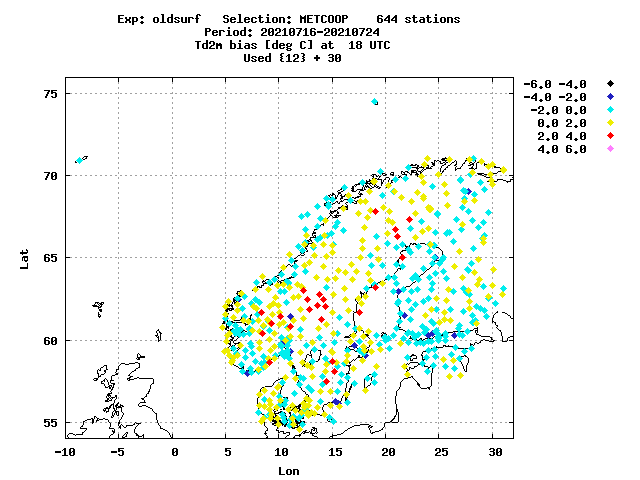 Exp: oldsurf   Selection: METCOOP    644 stations
Period: 20210716-20210724
Td2m bias [deg C] at  18 UTC
Used {12} + 30
-6.0 -4.0
-4.0 -2.0
-2.0 0.0
0.0 2.0
2.0 4.0
4.0 6.0
75
70
65
60
55
Lat
-10 -5 0 5 10 15 20 25 30
Lon